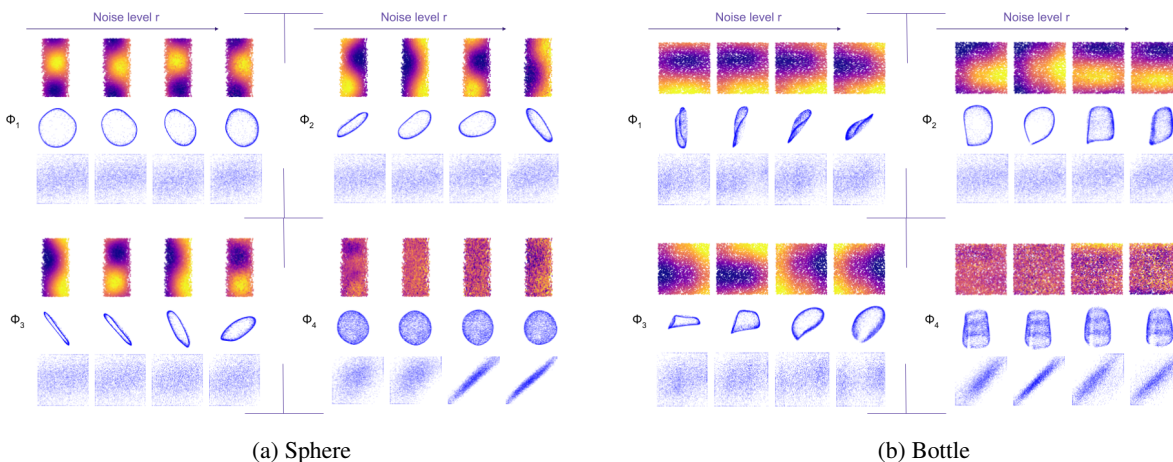 Noise level r
Noise level r
Noise level r
Noise level r
Φ1
Φ2
Φ1
Φ2
Φ3
Φ4
Φ3
Φ4
(a) Sphere
(b) Bottle